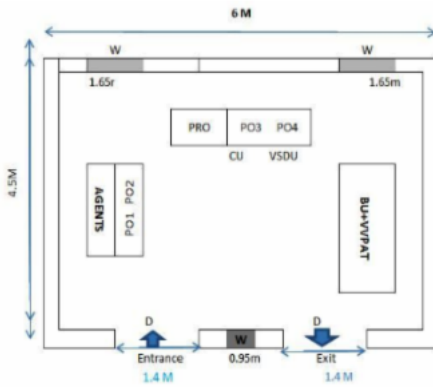 6 M
W W
1.65r 1.65m
PRO PO3 PO4
CU VSDU
4.5M
AGENTS
PO1 PO2
BU+VVPAT
D W D
Entrance 0.95m Exit
1.4 M 1.4 M